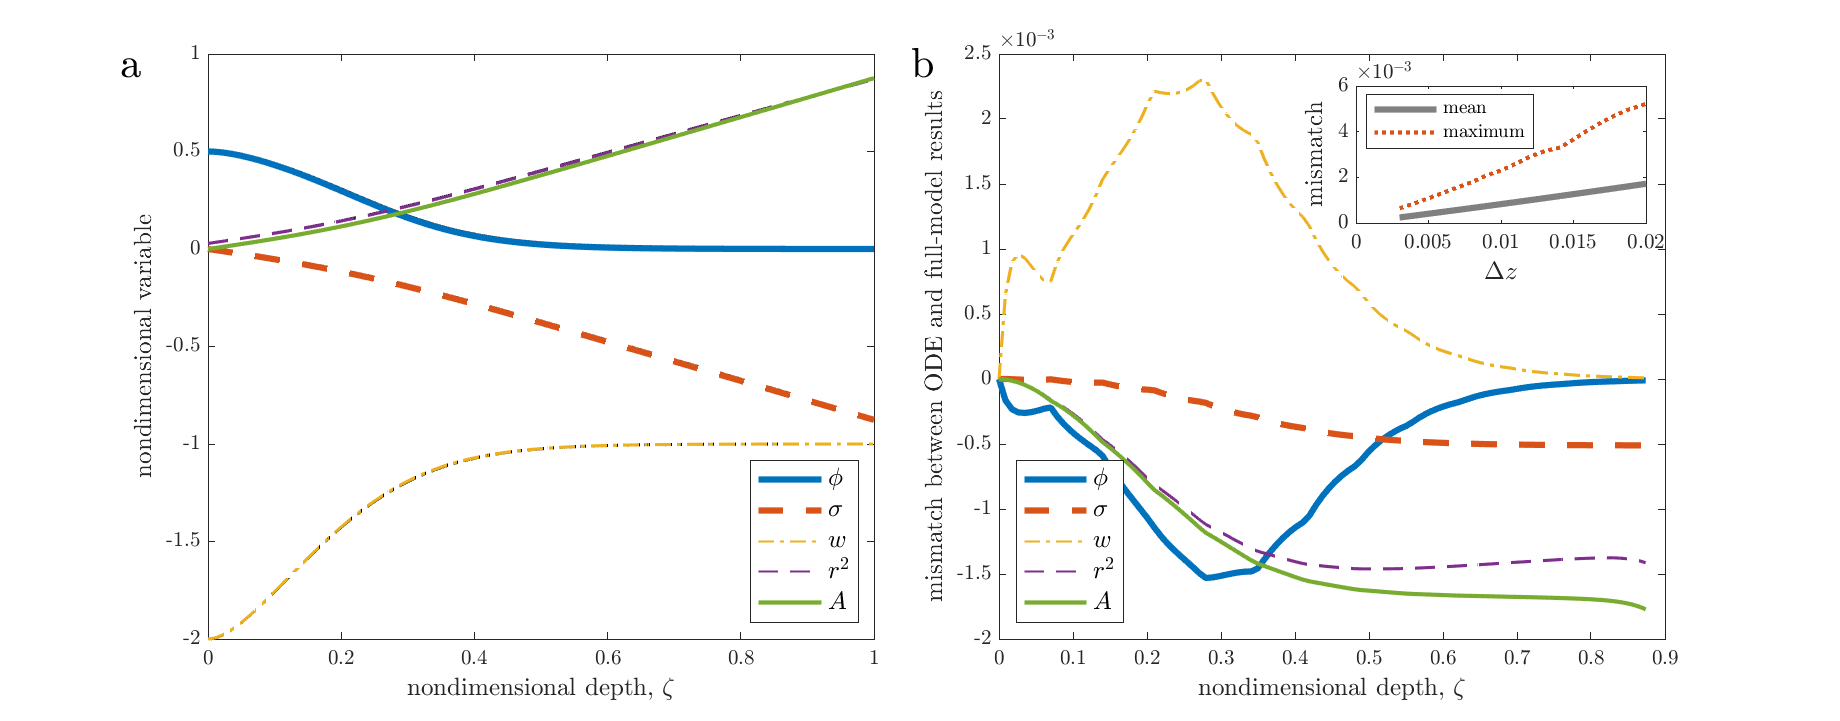 a
nondimensional variable
1
0.5
0
-0.5
-1
-1.5
-2
0 0.2 0.4 0.6 0.8 1
nondimensional depth, ζ
ϕ
σ
w
r²
A
b
mismatch between ODE and full-model results
×10⁻³
2.5
2
1.5
1
0.5
0
-0.5
-1
-1.5
-2
0 0.1 0.2 0.3 0.4 0.5 0.6 0.7 0.8 0.9
nondimensional depth, ζ
ϕ
σ
w
r²
A
×10⁻³
mismatch
6
4
2
0
mean
maximum
0 0.005 0.01 0.015 0.02
Δz